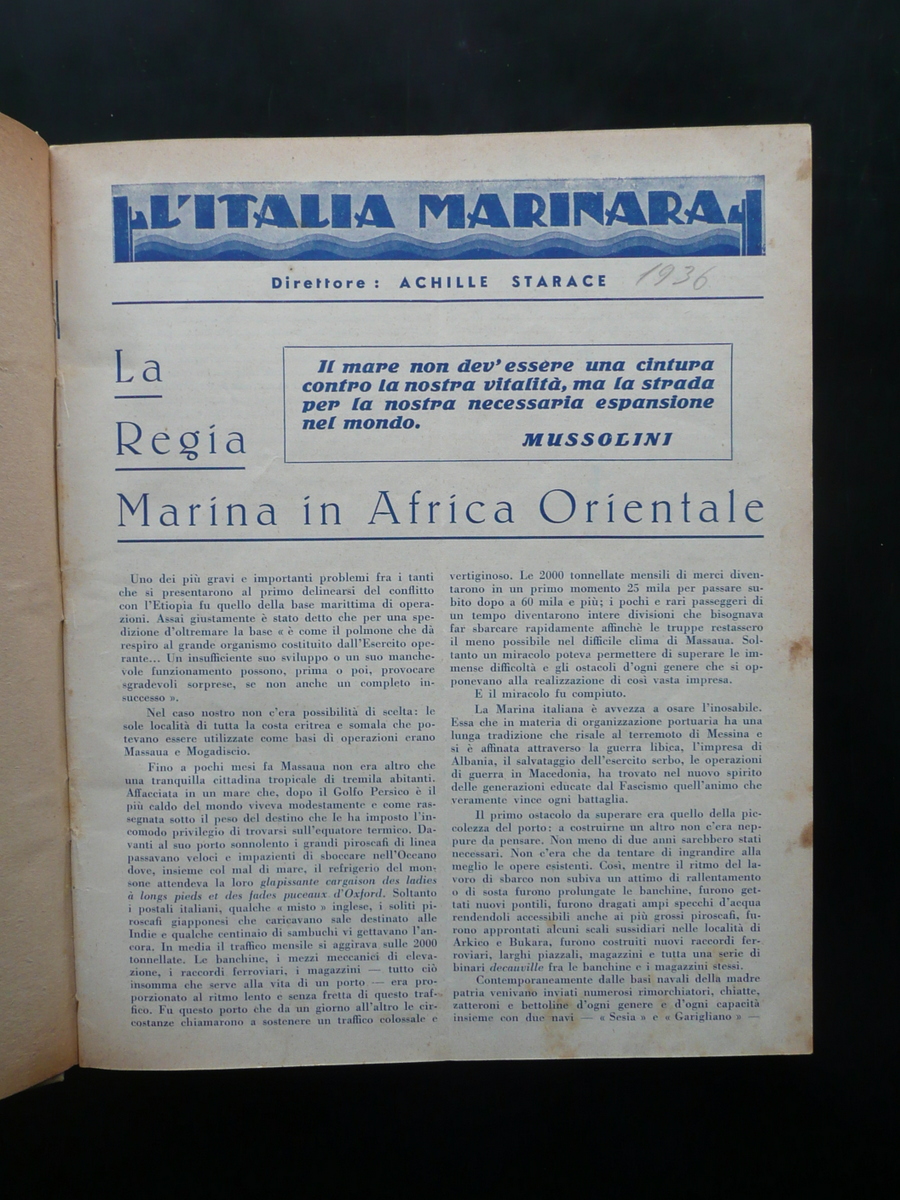 L'ITALIA MARINARA
Direttore: ACHILLE STARACE 1936
La
Regia
Marina in Africa Orientale
Il mare non dev'essere una cintura
contro la nostra vitalità, ma la strada
per la nostra necessaria espansione
nel mondo.
MUSSOLINI
Uno dei più gravi e importanti problemi fra i tanti
che si presentarono al primo delinearsi del conflitto
con l'Etiopia fu quello della base marittima di opera-
zioni. Assai giustamente è stato detto che per una spe-
dizione d'oltremare la base « è come il polmone che dà
respiro al grande organismo costituito dall'Esercito ope-
rante... Un insufficiente suo sviluppo o un suo manche-
vole funzionamento possono, prima o poi, provocare
sgradevoli sorprese, se non anche un completo in-
successo ».
Nel caso nostro non c'era possibilità di scelta: le
sole località di tutta la costa eritrea e somala che po-
tevano essere utilizzate come basi di operazioni erano
Massaua e Mogadiscio.
Fino a pochi mesi fa Massaua non era altro che
una tranquilla cittadina tropicale di tremila abitanti.
Affacciata in un mare che, dopo il Golfo Persico è il
più caldo del mondo viveva modestamente e come ras-
segnata sotto il peso del destino che le ha imposto l'in-
comodo privilegio di trovarsi sull'equatore termico. Da-
vanti al suo porto sonnolento i grandi piroscafi di linea
passavano veloci e impazienti di sboccare nell'Oceano
dove, insieme col mal di mare, il refrigerio del mon-
sone attendeva la loro glapissante cargaison des ladies
à longs pieds et des fades puceaux d'Oxford. Soltanto
i postali italiani, qualche « misto » inglese, i soliti pi-
roscafi giapponesi che caricavano sale destinato alle
Indie e qualche centinaio di sambuchi vi gettavano l'an-
cora. In media il traffico mensile si aggirava sulle 2000
tonnellate. Le banchine, i mezzi meccanici di eleva-
zione, i raccordi ferroviari, i magazzini — tutto ciò
insomma che serve alla vita di un porto — era pro-
porzionato al ritmo lento e senza fretta di questo traf-
fico. Fu questo porto che da un giorno all'altro le cir-
costanze chiamarono a sostenere un traffico colossale e
vertiginoso. Le 2000 tonnellate mensili di merci diven-
tarono in un primo momento 25 mila per passare su-
bito dopo a 60 mila e più; i pochi e rari passeggeri di
un tempo diventarono intere divisioni che bisognava
far sbarcare rapidamente affinchè le truppe restassero
il meno possibile nel difficile clima di Massaua. Sol-
tanto un miracolo poteva permettere di superare le im-
mense difficoltà e gli ostacoli d'ogni genere che si op-
ponevano alla realizzazione di così vasta impresa.
E il miracolo fu compiuto.
La Marina italiana è avvezza a osare l'inosabile.
Essa che in materia di organizzazione portuaria ha una
lunga tradizione che risale al terremoto di Messina e
si è affinata attraverso la guerra libica, l'impresa di
Albania, il salvataggio dell'esercito serbo, le operazioni
di guerra in Macedonia, ha trovato nel nuovo spirito
delle generazioni educate dal Fascismo quell'animo che
veramente vince ogni battaglia.
Il primo ostacolo da superare era quello della pic-
colezza del porto: a costruirne un altro non c'era nep-
pure da pensare. Non meno di due anni sarebbero stati
necessari. Non c'era che da tentare di ingrandire alla
meglio le opere esistenti. Così, mentre il ritmo del la-
voro di sbarco non subiva un attimo di rallentamento
o di sosta furono prolungate le banchine, furono get-
tati nuovi pontili, furono dragati ampi specchi d'acqua
rendendoli accessibili anche ai più grossi piroscafi, fu-
rono approntati alcuni scali sussidiari nelle località di
Arkico e Bukara, furono costruiti nuovi raccordi fer-
roviari, larghi piazzali, magazzini e tutta una serie di
binari decauville fra le banchine e i magazzini stessi.
Contemporaneamente dalle basi navali della madre
patria venivano inviati numerosi rimorchiatori, chiatte,
zatteroni e bettoline d'ogni genere e d'ogni capacità
insieme con due navi — « Sesia » e « Garigliano » —